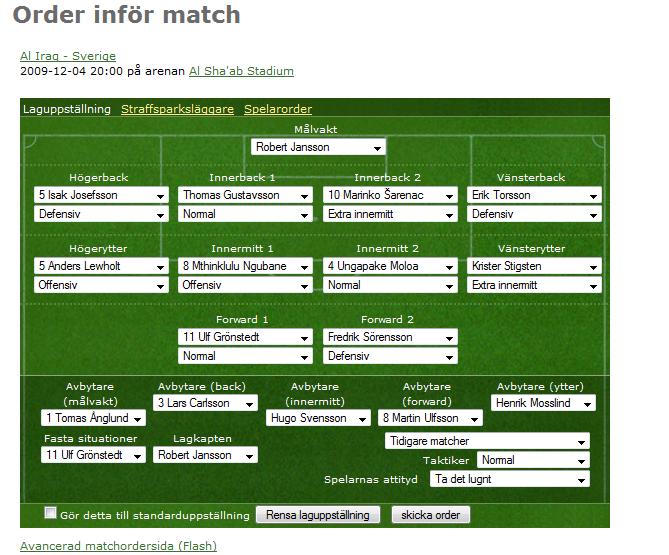 Order inför match
Al Iraq - Sverige
2009-12-04 20:00 på arenan Al Sha'ab Stadium
Laguppställning Straffsparksläggare Spelarorder
Målvakt
Robert Jansson
Högerback Innerback 1 Innerback 2 Vänsterback
5 Isak Josefsson Thomas Gustavsson 10 Marinko Šarenac Erik Torsson
Defensiv Normal Extra innermitt Defensiv
Högerytter Innermitt 1 Innermitt 2 Vänsterytter
5 Anders Lewholt 8 Mthinklulu Ngubane 4 Ungapake Moloa Krister Stigsten
Offensiv Offensiv Normal Extra innermitt
Forward 1 Forward 2
11 Ulf Grönstedt Fredrik Sörensson
Normal Defensiv
Avbytare (målvakt) Avbytare (back) Avbytare (innermitt) Avbytare (forward) Avbytare (ytter)
1 Tomas Ånglund 3 Lars Carlsson Hugo Svensson 8 Martin Ulfsson Henrik Mosslind
Fasta situationer Lagkapten
11 Ulf Grönstedt Robert Jansson
Tidigare matcher
Taktiker Normal
Spelarnas attityd Ta det lugnt
Gör detta till standarduppställning Rensa laguppställning skicka order
Avancerad matchordersida (Flash)